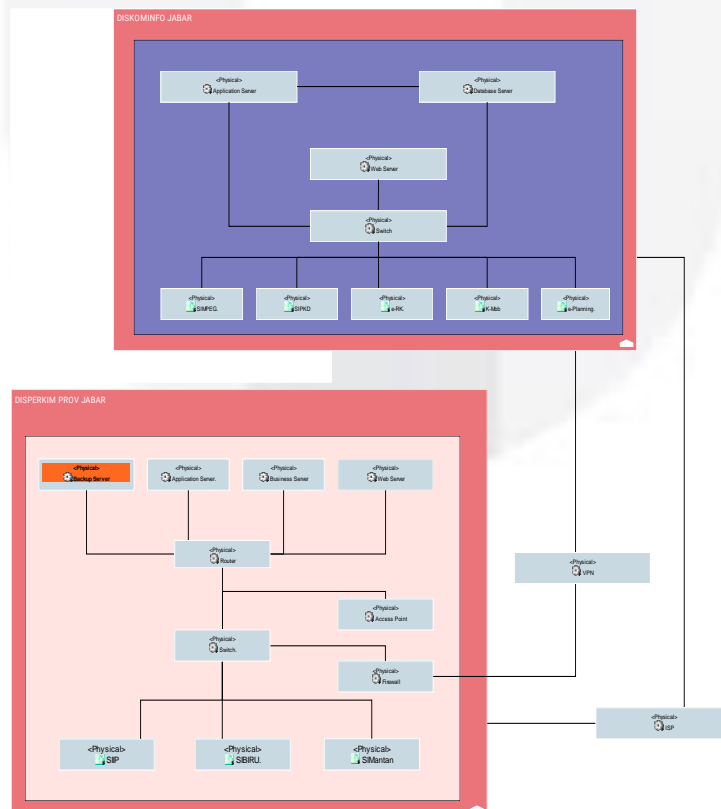 DISKOMINFO JABAR
<Physical>
Application Server
<Physical>
Database Server
<Physical>
Web Server
<Physical>
Switch
<Physical>
SIMPEG.
<Physical>
SIPKD
<Physical>
e-RK.
<Physical>
K-Mob
<Physical>
e-Planning.
DISPERKIM PROV JABAR
<Physical>
Backup Server
<Physical>
Application Server.
<Physical>
Business Server
<Physical>
Web Server
<Physical>
Router
<Physical>
VPN
<Physical>
Access Point
<Physical>
Switch.
<Physical>
Firewall
<Physical>
ISP
<Physical>
SIIP
<Physical>
SIBIRU.
<Physical>
SIMantan